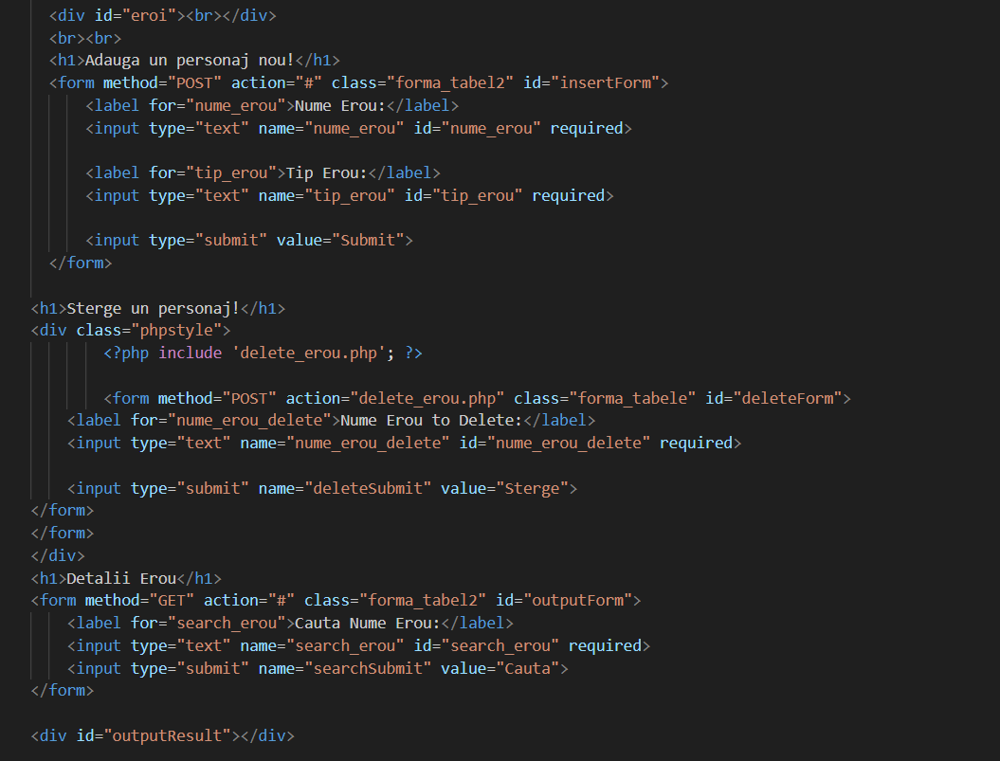 <div id="eroi"><br></div>
<br><br>
<h1>Adauga un personaj nou!</h1>
<form method="POST" action="#" class="forma_tabel2" id="insertForm">
<label for="nume_erou">Nume Erou:</label>
<input type="text" name="nume_erou" id="nume_erou" required>
<label for="tip_erou">Tip Erou:</label>
<input type="text" name="tip_erou" id="tip_erou" required>
<input type="submit" value="Submit">
</form>
<h1>Sterge un personaj!</h1>
<div class="phpstyle">
<?php include 'delete_erou.php'; ?>
<form method="POST" action="delete_erou.php" class="forma_tabele" id="deleteForm">
<label for="nume_erou_delete">Nume Erou to Delete:</label>
<input type="text" name="nume_erou_delete" id="nume_erou_delete" required>
<input type="submit" name="deleteSubmit" value="Sterge">
</form>
</form>
</div>
<h1>Detalii Erou</h1>
<form method="GET" action="#" class="forma_tabel2" id="outputForm">
<label for="search_erou">Cauta Nume Erou:</label>
<input type="text" name="search_erou" id="search_erou" required>
<input type="submit" name="searchSubmit" value="Cauta">
</form>
<div id="outputResult"></div>